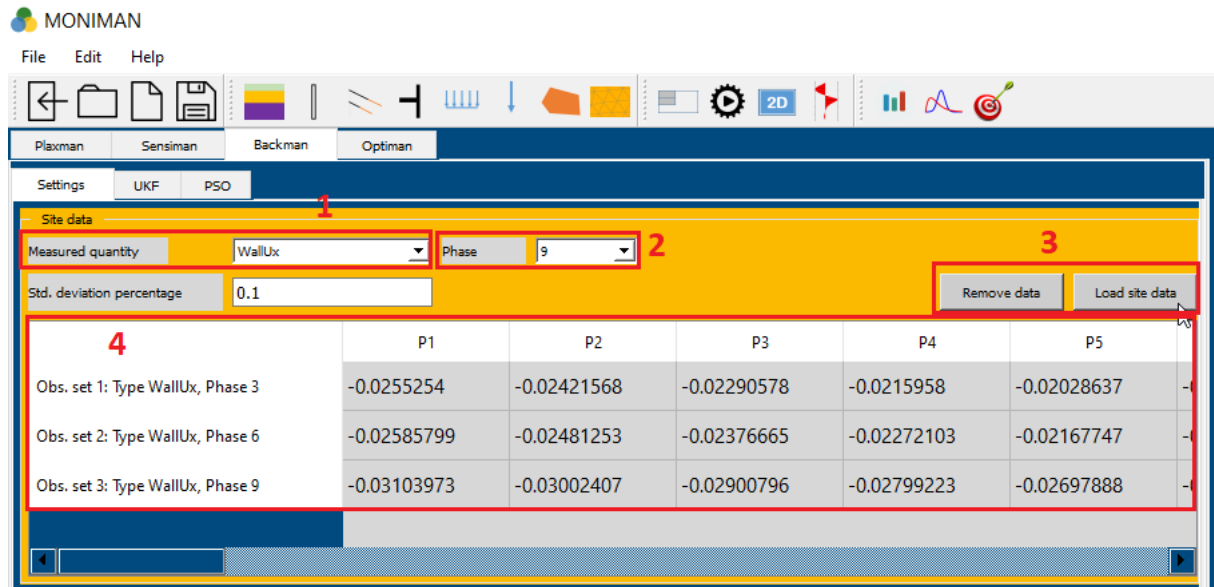 MONIMAN
File Edit Help
2D
Plaxman Sensiman Backman Optiman
Settings UKF PSO
1
Site data
Measured quantity WallUx Phase 9 2 3
Std. deviation percentage 0.1 Remove data Load site data
4 P1 P2 P3 P4 P5
Obs. set 1: Type WallUx, Phase 3 -0.0255254 -0.02421568 -0.02290578 -0.0215958 -0.02028637
Obs. set 2: Type WallUx, Phase 6 -0.02585799 -0.02481253 -0.02376665 -0.02272103 -0.02167747
Obs. set 3: Type WallUx, Phase 9 -0.03103973 -0.03002407 -0.02900796 -0.02799223 -0.02697888